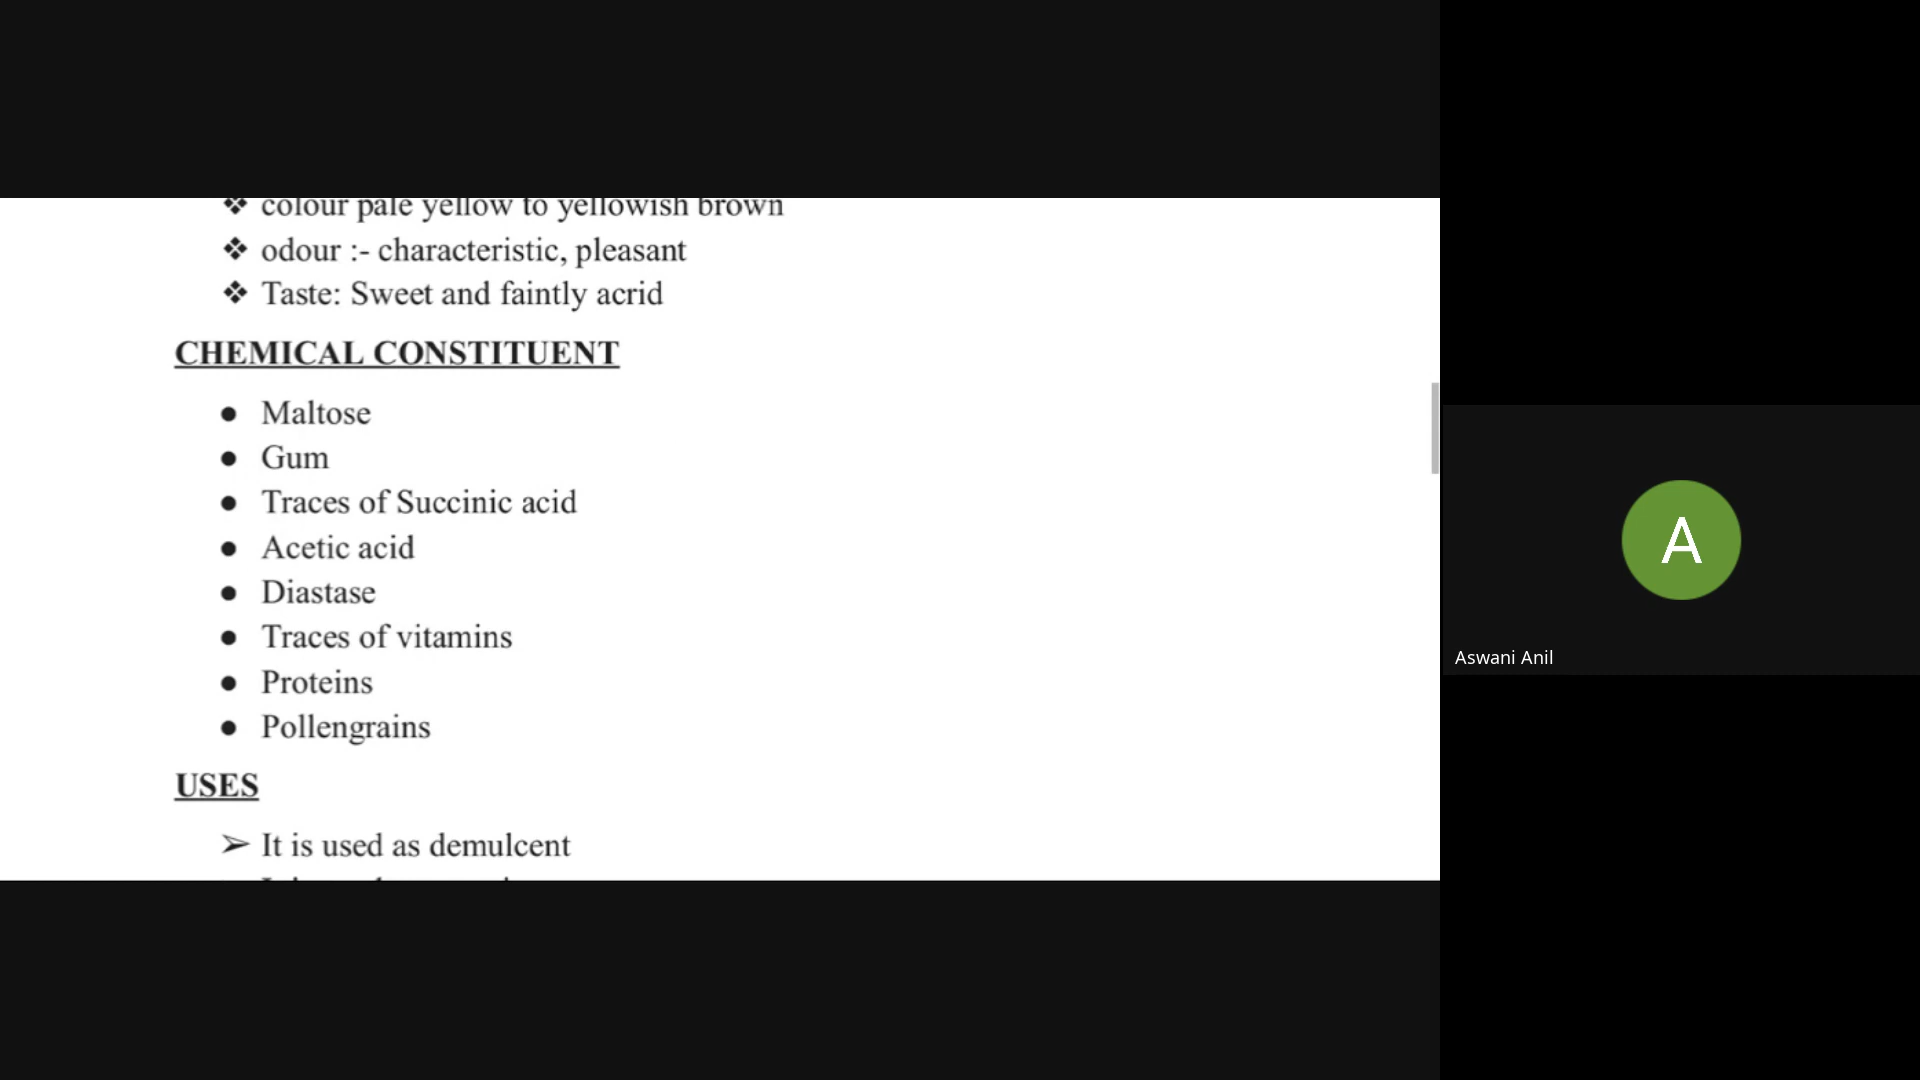 ❖ colour pale yellow to yellowish brown
❖ odour :- characteristic, pleasant
❖ Taste: Sweet and faintly acrid
CHEMICAL CONSTITUENT
● Maltose
● Gum
● Traces of Succinic acid
● Acetic acid
● Diastase
● Traces of vitamins
● Proteins
● Pollengrains
USES
➢ It is used as demulcent
A
Aswani Anil